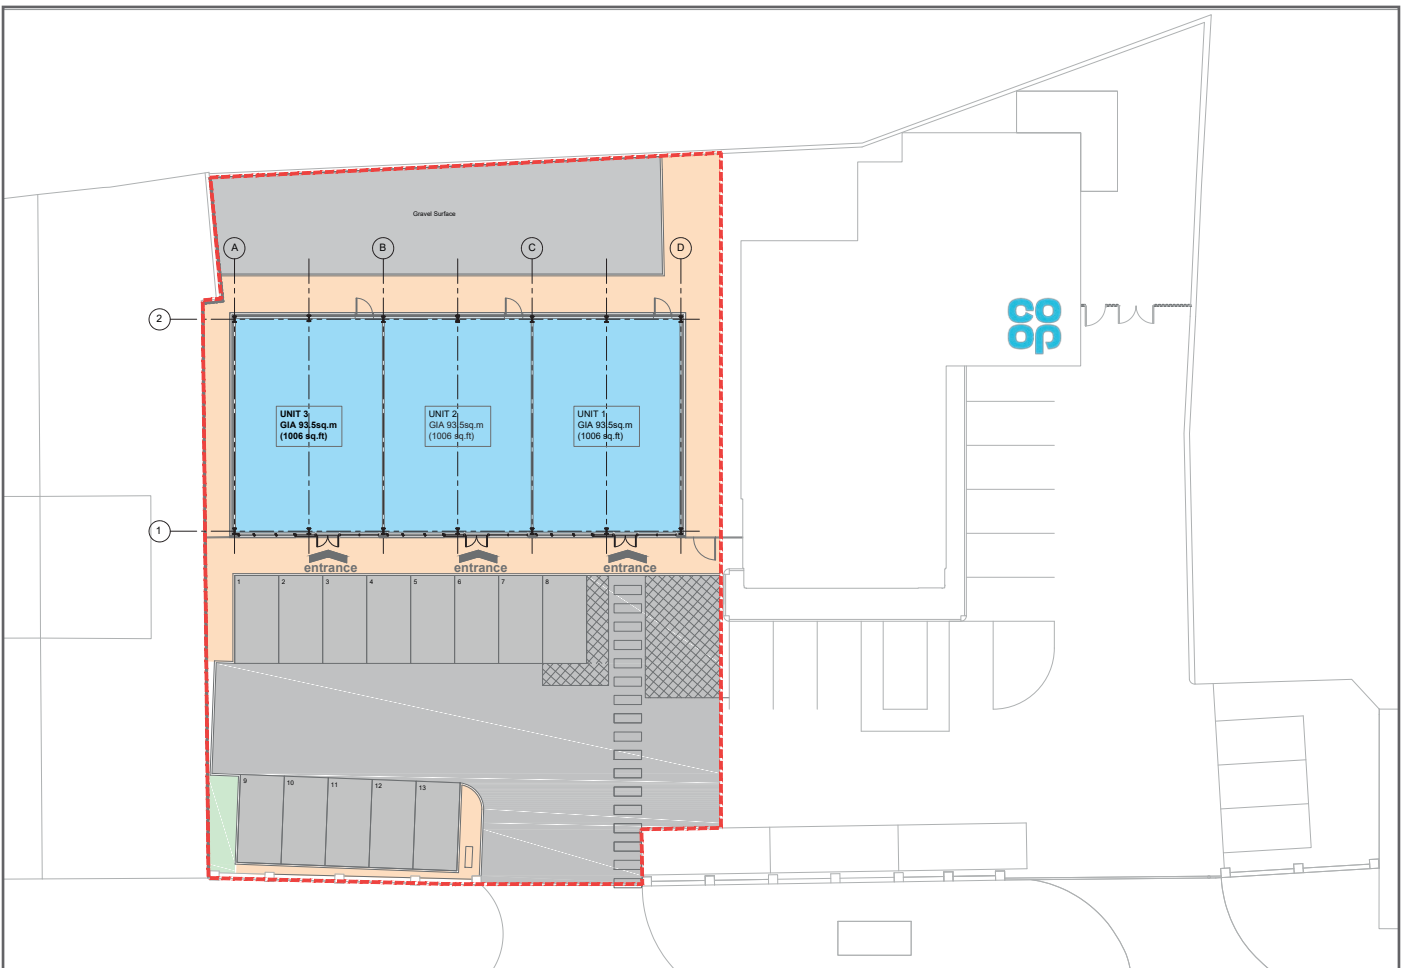 Gravel Surface
A
B
C
D
2
co
op
UNIT 3
GIA 93.5sq.m
(1006 sq.ft)
UNIT 2
GIA 93.5sq.m
(1006 sq.ft)
UNIT 1
GIA 93.5sq.m
(1006 sq.ft)
1
entrance
entrance
entrance
1
2
3
4
5
6
7
8
9
10
11
12
13